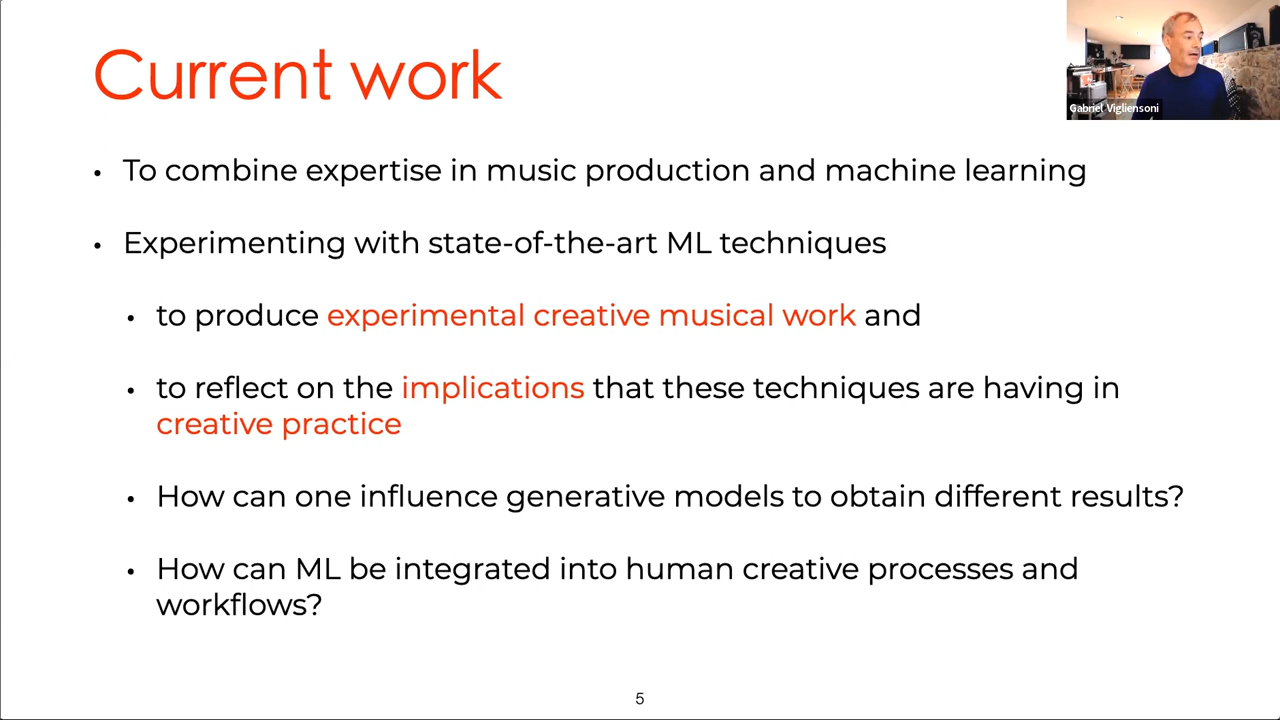 Current work
Gabriel Vigliensoni
• To combine expertise in music production and machine learning
• Experimenting with state-of-the-art ML techniques
• to produce experimental creative musical work and
• to reflect on the implications that these techniques are having in
creative practice
• How can one influence generative models to obtain different results?
• How can ML be integrated into human creative processes and
workflows?
5